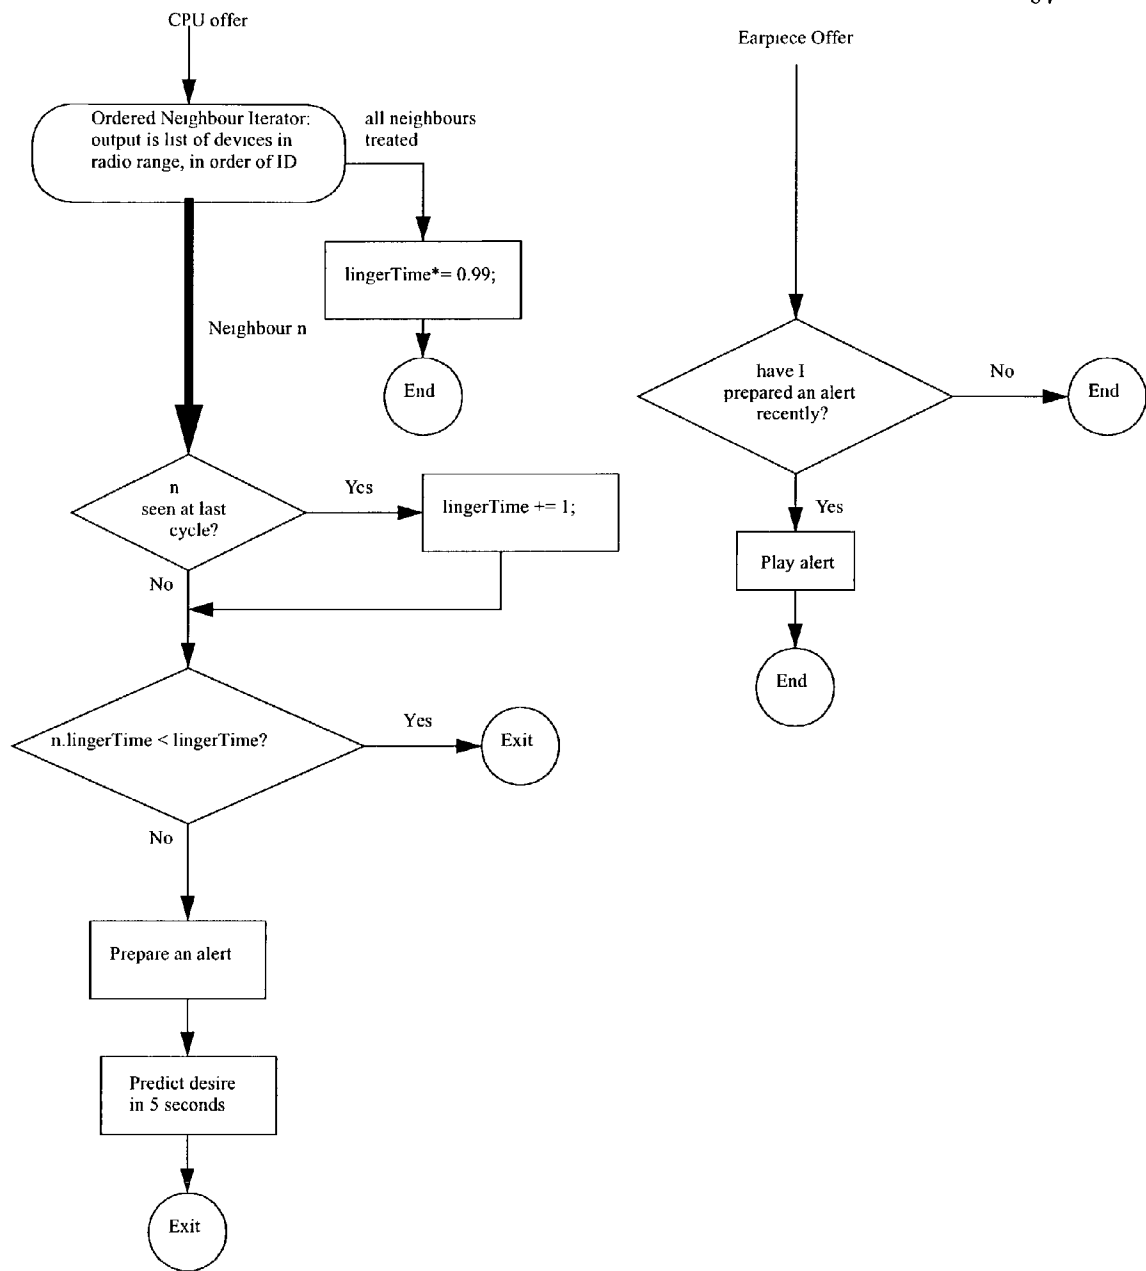 CPU offer
Ordered Neighbour Iterator:
output is list of devices in
radio range, in order of ID
all neighbours
treated
lingerTime*= 0.99;
End
Neighbour n
n
seen at last
cycle?
Yes
lingerTime += 1;
No
n.lingerTime < lingerTime?
Yes
Exit
No
Prepare an alert
Predict desire
in 5 seconds
Exit
Earpiece Offer
have I
prepared an alert
recently?
No
End
Yes
Play alert
End